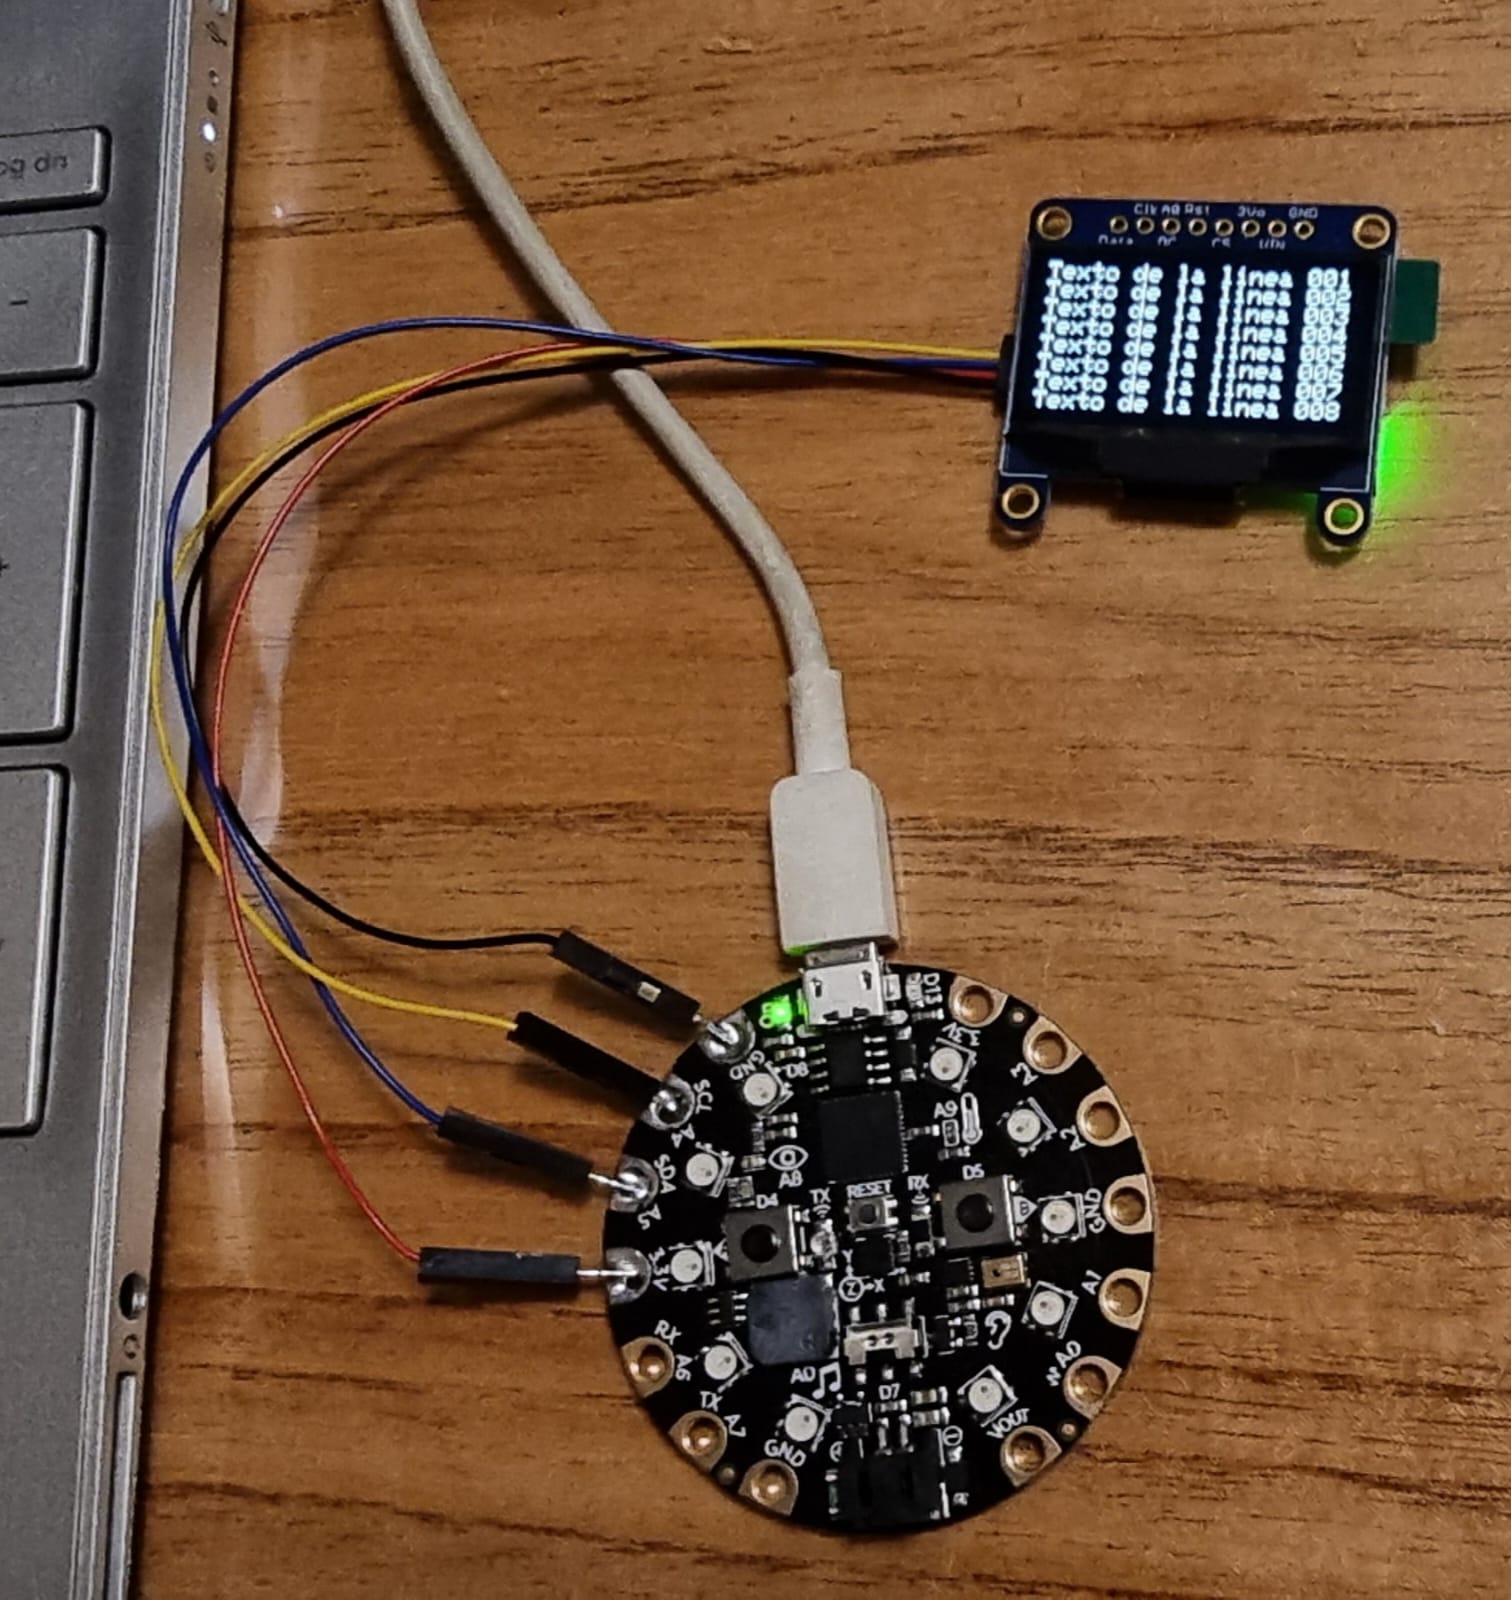 Clk A0 Rst 3Vo GND
Data DC CS Vin
Texto de la linea 001
Texto de la linea 002
Texto de la linea 003
Texto de la linea 004
Texto de la linea 005
Texto de la linea 006
Texto de la linea 007
Texto de la linea 008
On
D13
GND
D8
3.3V
A3
SCL
A4
A9
A2
SDA
A5
A8
D4
TX
RESET
RX
D5
B
GND
3.3V
A
Y
Z
X
A1
RX
A6
A0
A0
TX
A7
D7
GND
VOUT